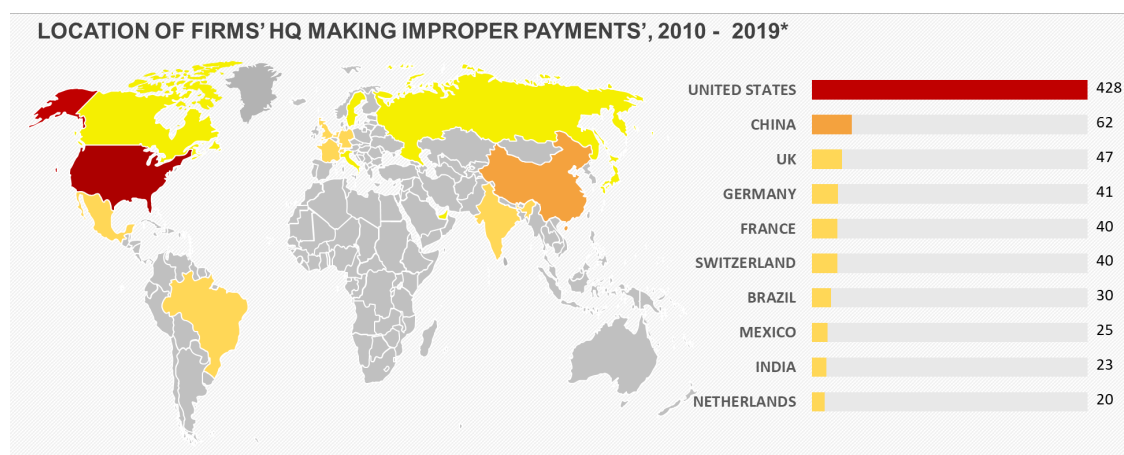 LOCATION OF FIRMS’ HQ MAKING IMPROPER PAYMENTS’, 2010 - 2019*
UNITED STATES 428
CHINA 62
UK 47
GERMANY 41
FRANCE 40
SWITZERLAND 40
BRAZIL 30
MEXICO 25
INDIA 23
NETHERLANDS 20